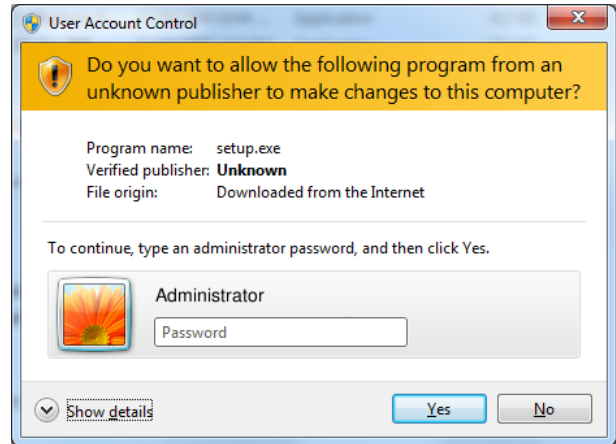 User Account Control
Do you want to allow the following program from an
unknown publisher to make changes to this computer?
Program name: setup.exe
Verified publisher: Unknown
File origin: Downloaded from the Internet
To continue, type an administrator password, and then click Yes.
Administrator
Password
Show details
Yes
No